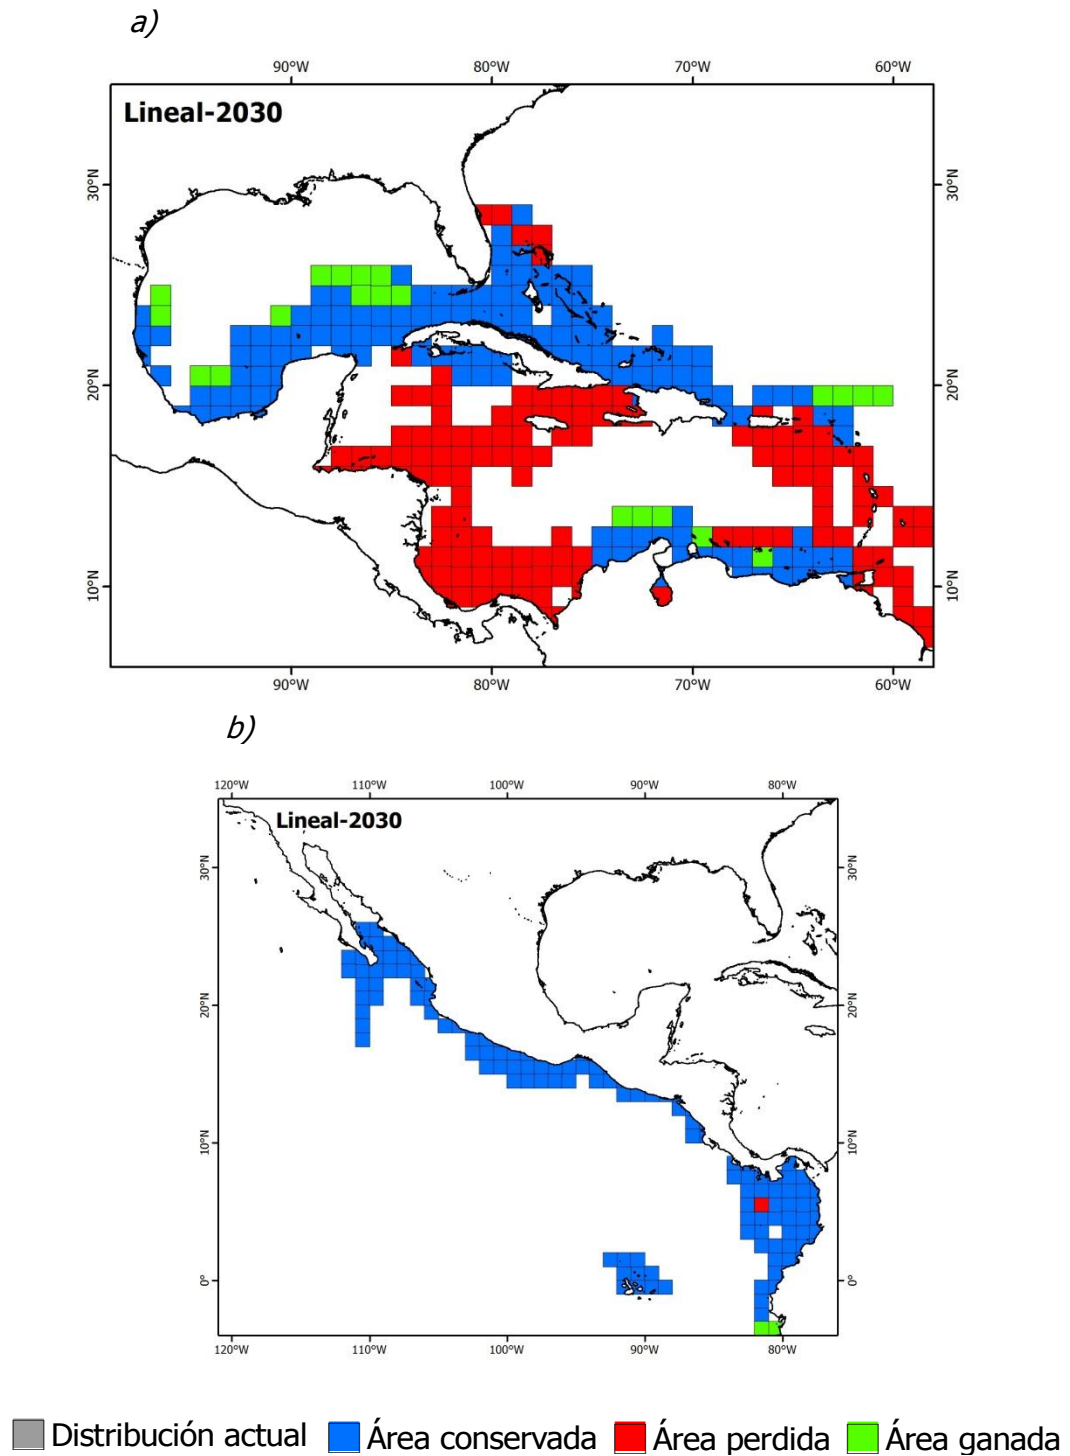 a)
90°W 80°W 70°W 60°W
Lineal-2030
30°N 30°N
20°N 20°N
10°N 10°N
90°W 80°W 70°W 60°W
b)
120°W 110°W 100°W 90°W 80°W
Lineal-2030
30°N 30°N
20°N 20°N
10°N 10°N
0° 0°
120°W 110°W 100°W 90°W 80°W
Distribución actual Área conservada Área perdida Área ganada